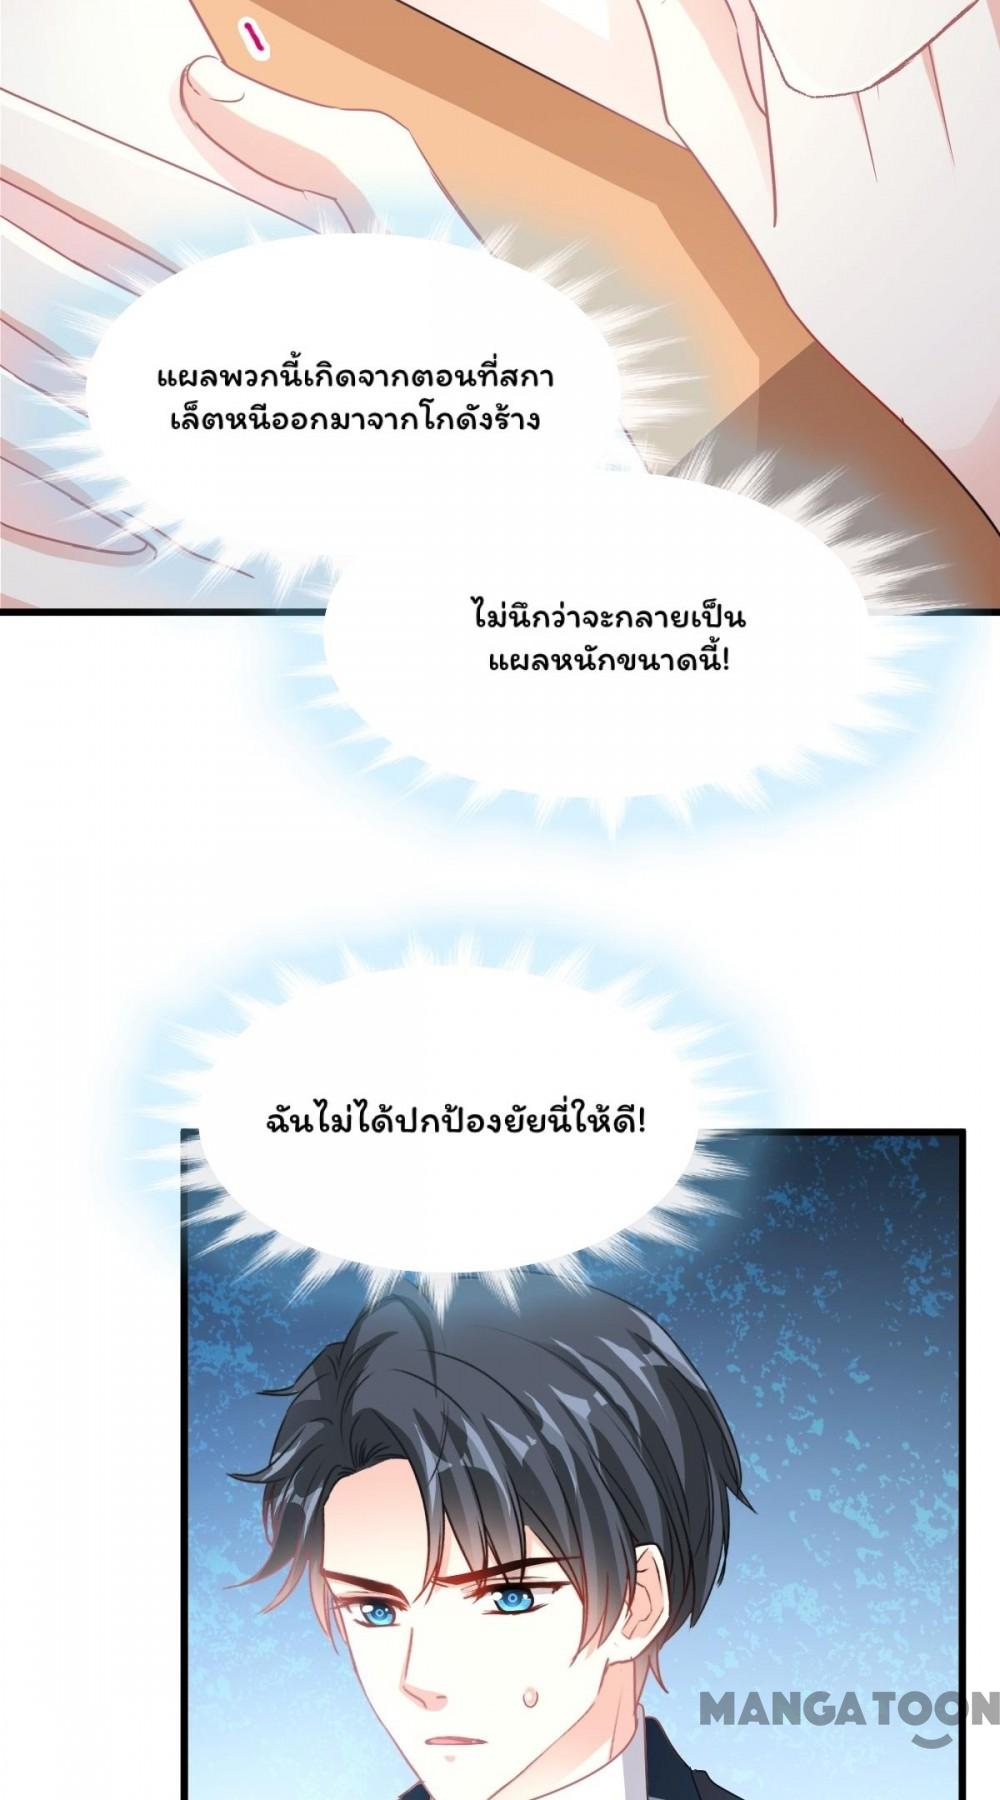 แผลพวกนี้เกิดจากตอนที่สกา
เล็ตหนีออกมาจากโกดังร้าง
ไม่นึกว่าจะกลายเป็น
แผลหนักขนาดนี้!
ฉันไม่ได้ปกป้องยัยนี่ให้ดี!
MANGATOON